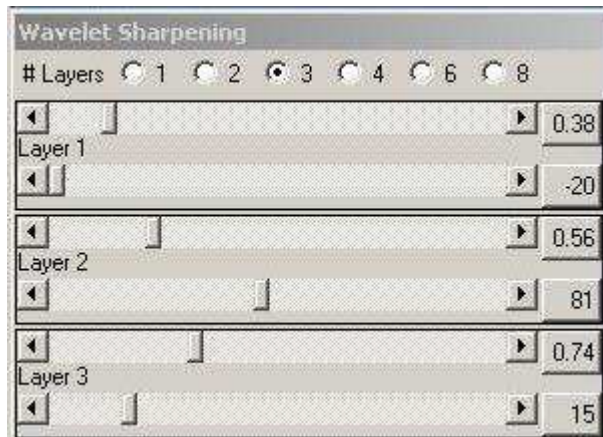 Wavelet Sharpening
# Layers 1 2 3 4 6 8
0.38
Layer 1
-20
0.56
Layer 2
81
0.74
Layer 3
15